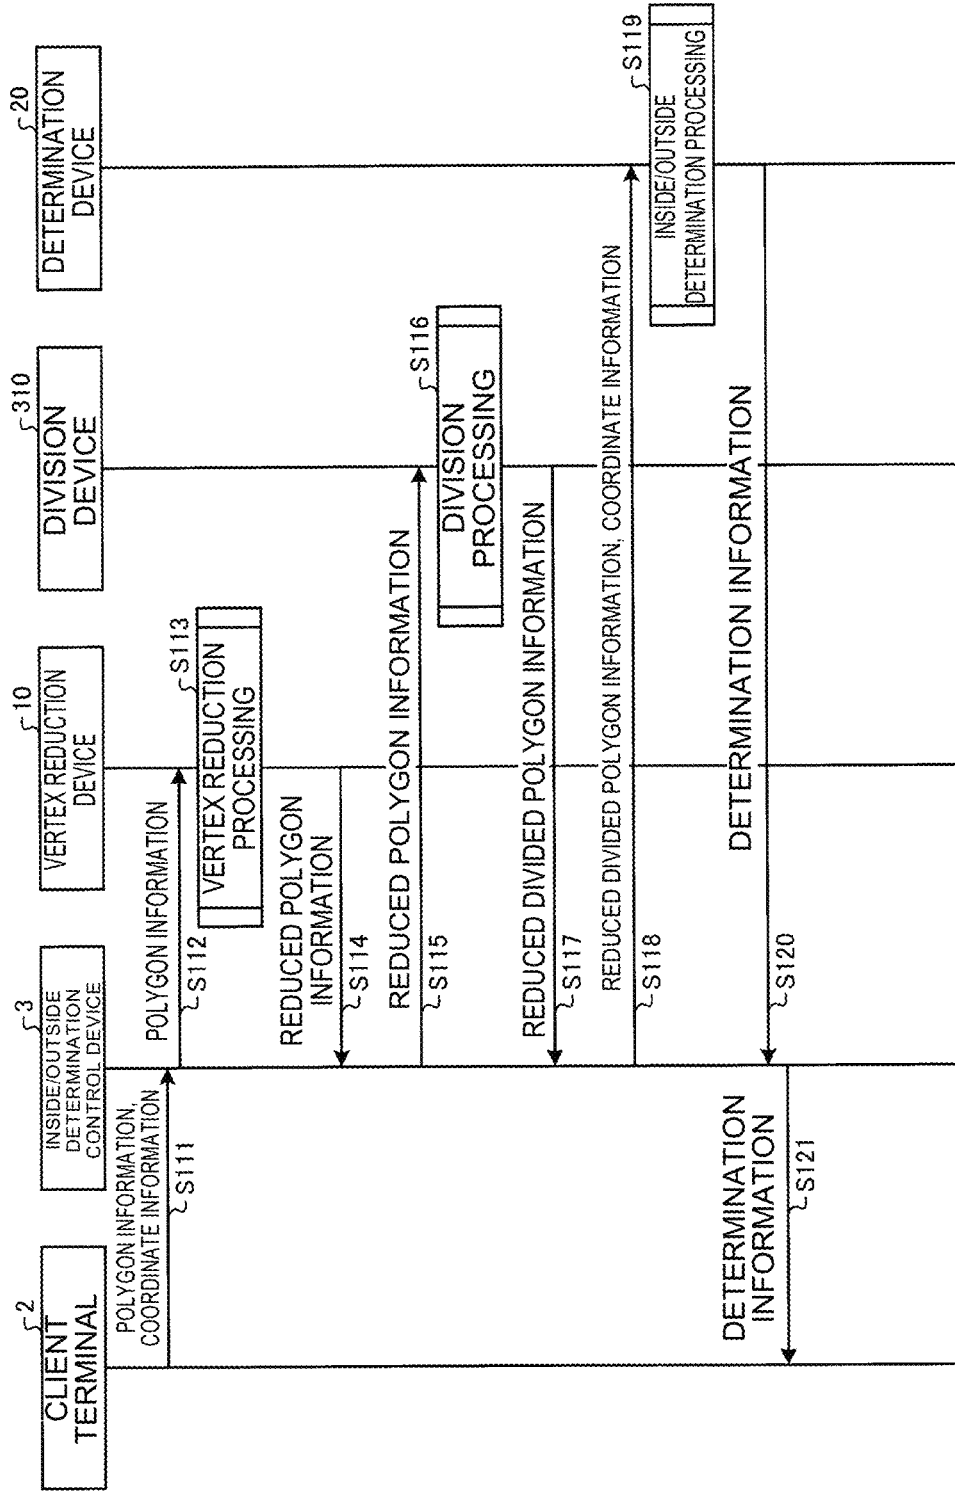 2
CLIENT
TERMINAL
3
INSIDE/OUTSIDE
DETERMINATION
CONTROL DEVICE
10
VERTEX REDUCTION
DEVICE
310
DIVISION
DEVICE
20
DETERMINATION
DEVICE
POLYGON INFORMATION,
COORDINATE INFORMATION
S111
POLYGON INFORMATION
S112
S113
VERTEX REDUCTION
PROCESSING
REDUCED POLYGON
INFORMATION
S114
REDUCED POLYGON INFORMATION
S115
S116
DIVISION
PROCESSING
REDUCED DIVIDED POLYGON INFORMATION
S117
REDUCED DIVIDED POLYGON INFORMATION, COORDINATE INFORMATION
S118
S119
INSIDE/OUTSIDE
DETERMINATION PROCESSING
DETERMINATION INFORMATION
S120
DETERMINATION
INFORMATION
S121